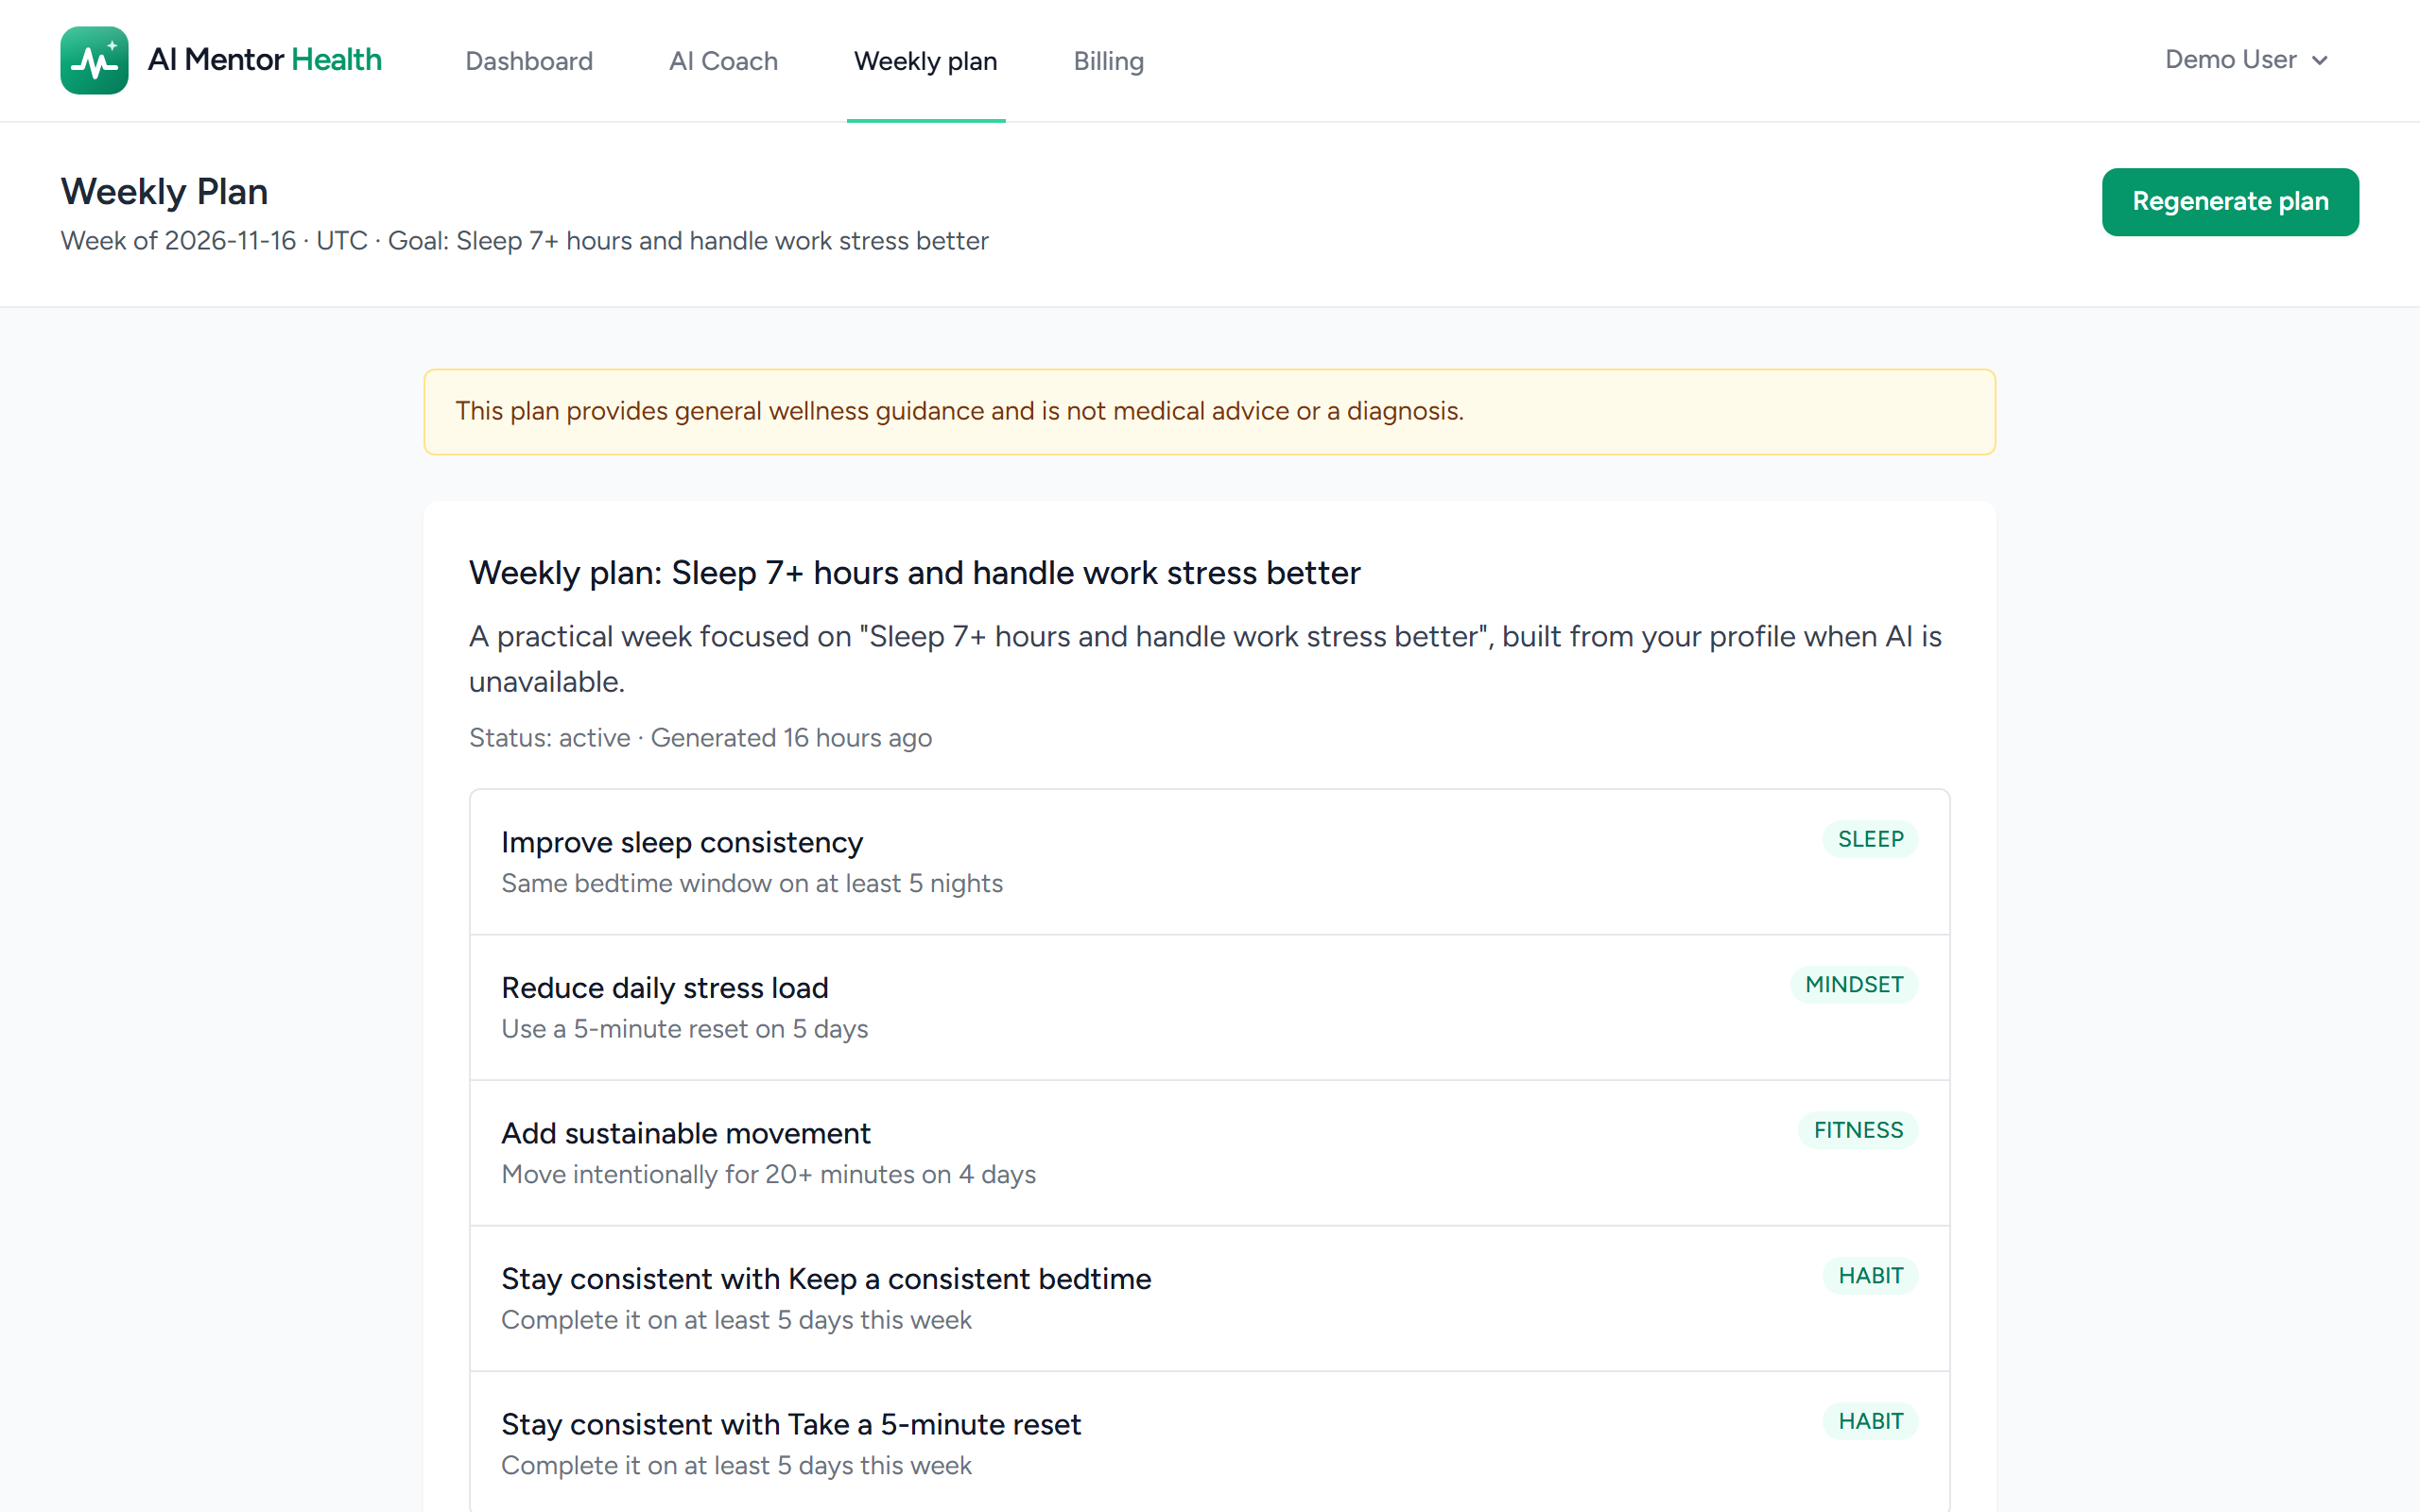 AI Mentor Health
Dashboard
AI Coach
Weekly plan
Billing
Demo User
Weekly Plan
Week of 2026-11-16 · UTC · Goal: Sleep 7+ hours and handle work stress better
Regenerate plan
This plan provides general wellness guidance and is not medical advice or a diagnosis.
Weekly plan: Sleep 7+ hours and handle work stress better
A practical week focused on "Sleep 7+ hours and handle work stress better", built from your profile when AI is
unavailable.
Status: active · Generated 16 hours ago
Improve sleep consistency
SLEEP
Same bedtime window on at least 5 nights
Reduce daily stress load
MINDSET
Use a 5-minute reset on 5 days
Add sustainable movement
FITNESS
Move intentionally for 20+ minutes on 4 days
Stay consistent with Keep a consistent bedtime
HABIT
Complete it on at least 5 days this week
Stay consistent with Take a 5-minute reset
HABIT
Complete it on at least 5 days this week